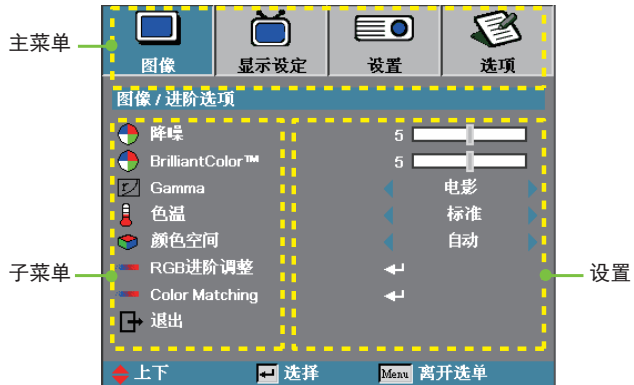 主菜单
图像 显示设定 设置 选项
图像 / 进阶选项
降噪 5
BrilliantColor™ 5
Gamma 电影
色温 标准
颜色空间 自动
子菜单 RGB进阶调整 设置
Color Matching
退出
上下 选择 Menu 离开选单